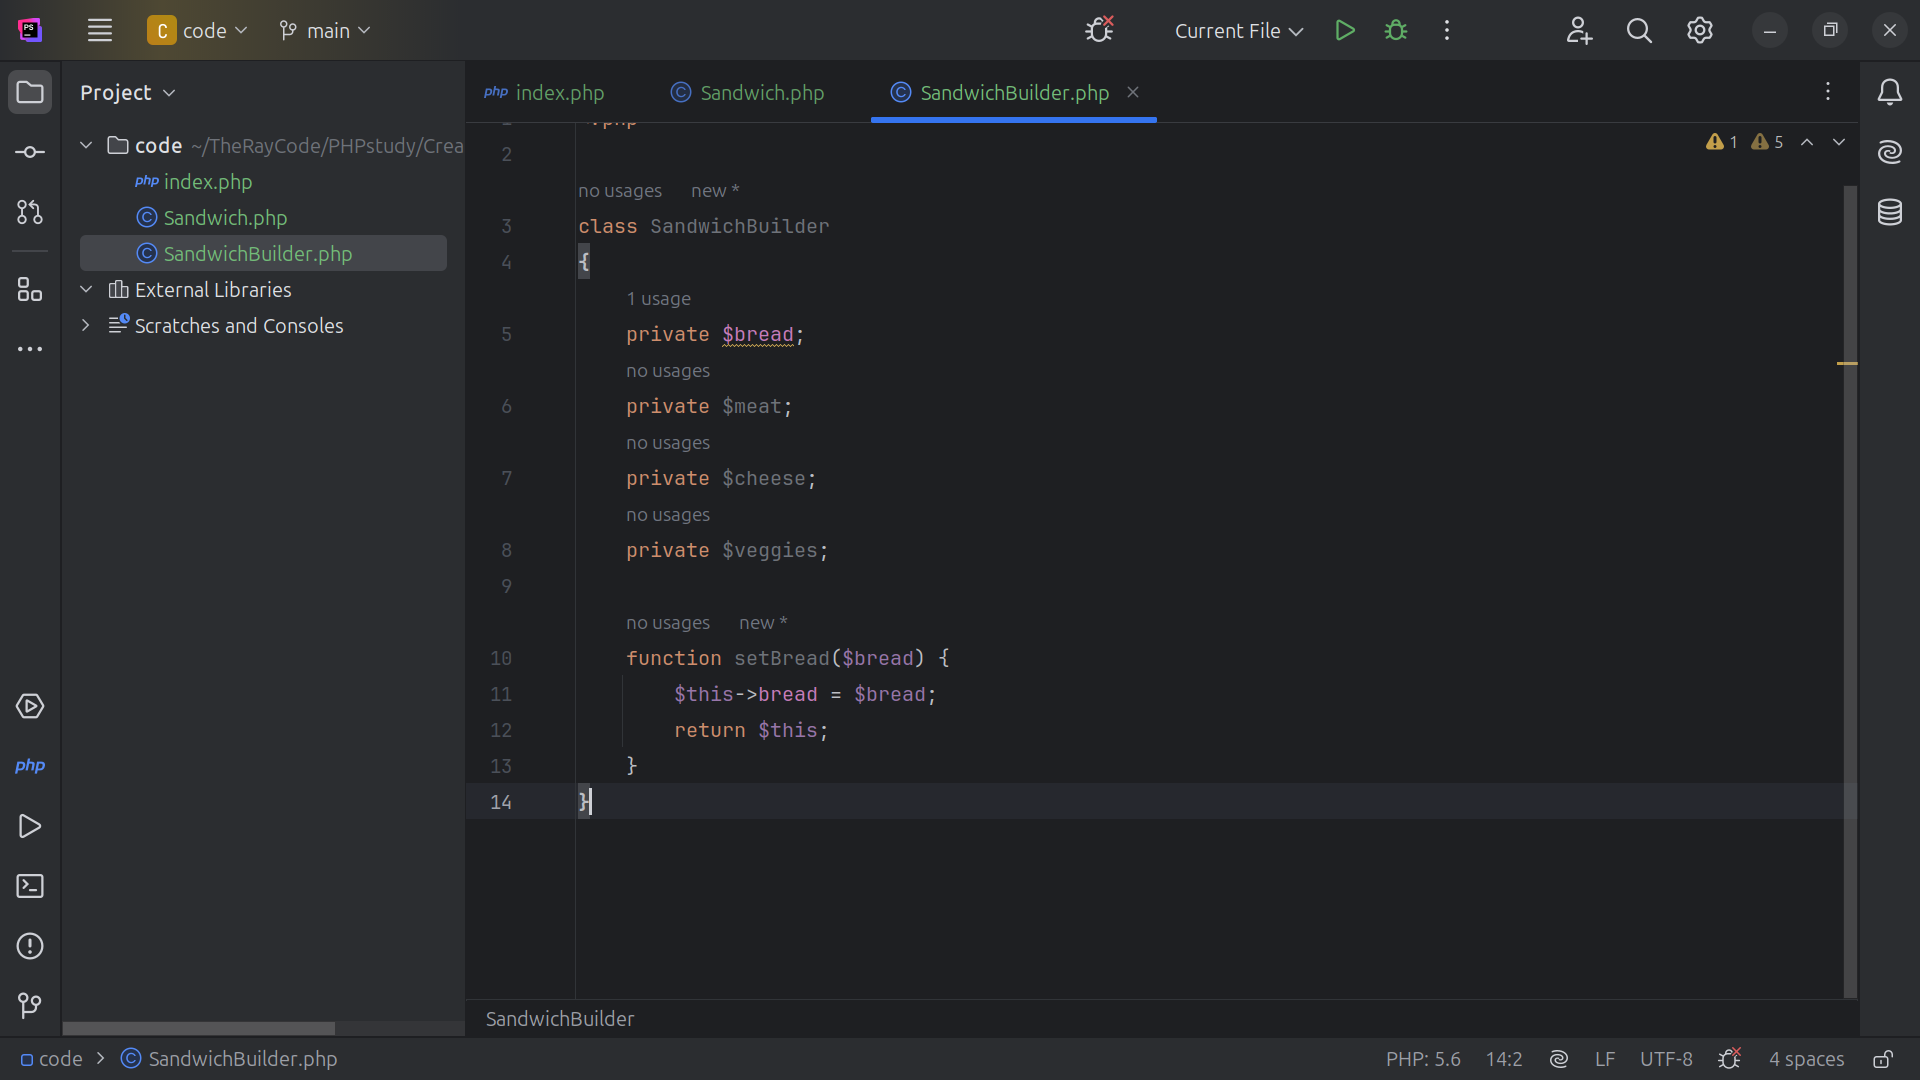 PS
C code main Current File
Project
php index.php Sandwich.php SandwichBuilder.php
code ~/TheRayCode/PHPstudy/Crea
php index.php
Sandwich.php
SandwichBuilder.php
External Libraries
Scratches and Consoles
1 5
2
no usages new *
3 class SandwichBuilder
4 {
1 usage
5 private $bread;
no usages
6 private $meat;
no usages
7 private $cheese;
no usages
8 private $veggies;
9
no usages new *
10 function setBread($bread) {
11 $this->bread = $bread;
12 return $this;
13 }
14 }
php
SandwichBuilder
code SandwichBuilder.php
PHP: 5.6 14:2 LF UTF-8 4 spaces